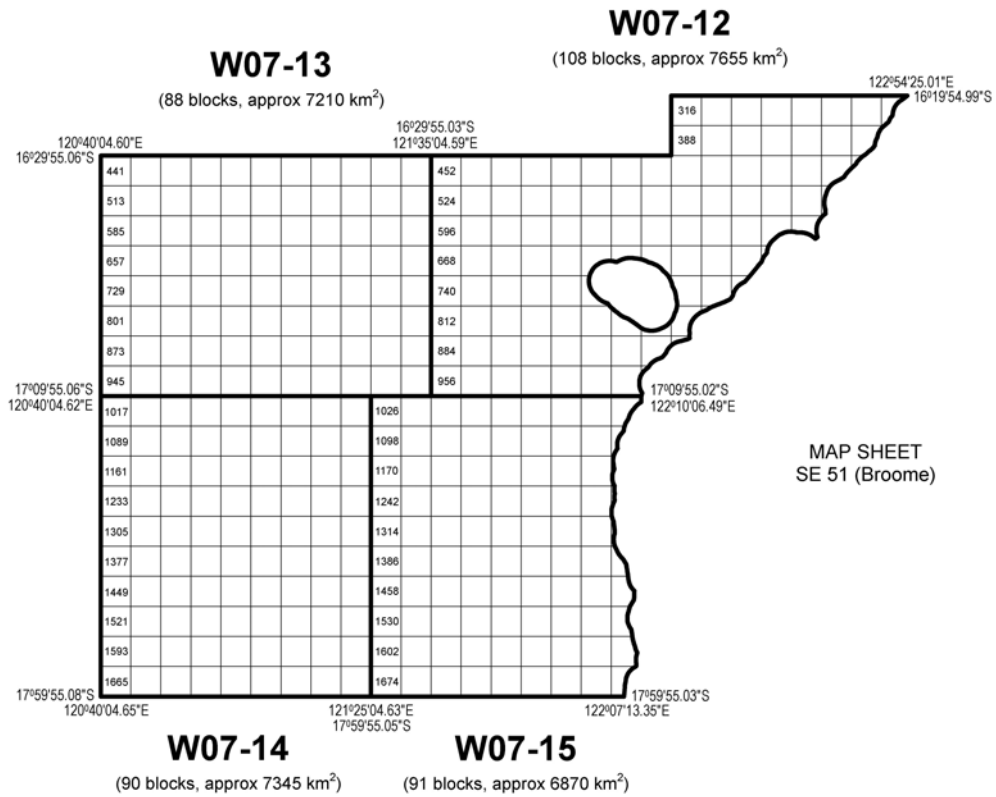 W07-12
(108 blocks, approx 7655 km²)
W07-13
(88 blocks, approx 7210 km²)
122º54'25.01"E
16º19'54.99"S
316
388
120º40'04.60"E
16º29'55.03"S
121º35'04.59"E
16º29'55.06"S
441
452
513
524
585
596
657
668
729
740
801
812
873
884
945
956
17º09'55.06"S
120º40'04.62"E
17º09'55.02"S
122º10'06.49"E
1017
1026
1089
1098
1161
1170
1233
1242
1305
1314
1377
1386
1449
1458
1521
1530
1593
1602
1665
1674
MAP SHEET
SE 51 (Broome)
17º59'55.08"S
120º40'04.65"E
121º25'04.63"E
17º59'55.05"S
17º59'55.03"S
122º07'13.35"E
W07-14
(90 blocks, approx 7345 km²)
W07-15
(91 blocks, approx 6870 km²)